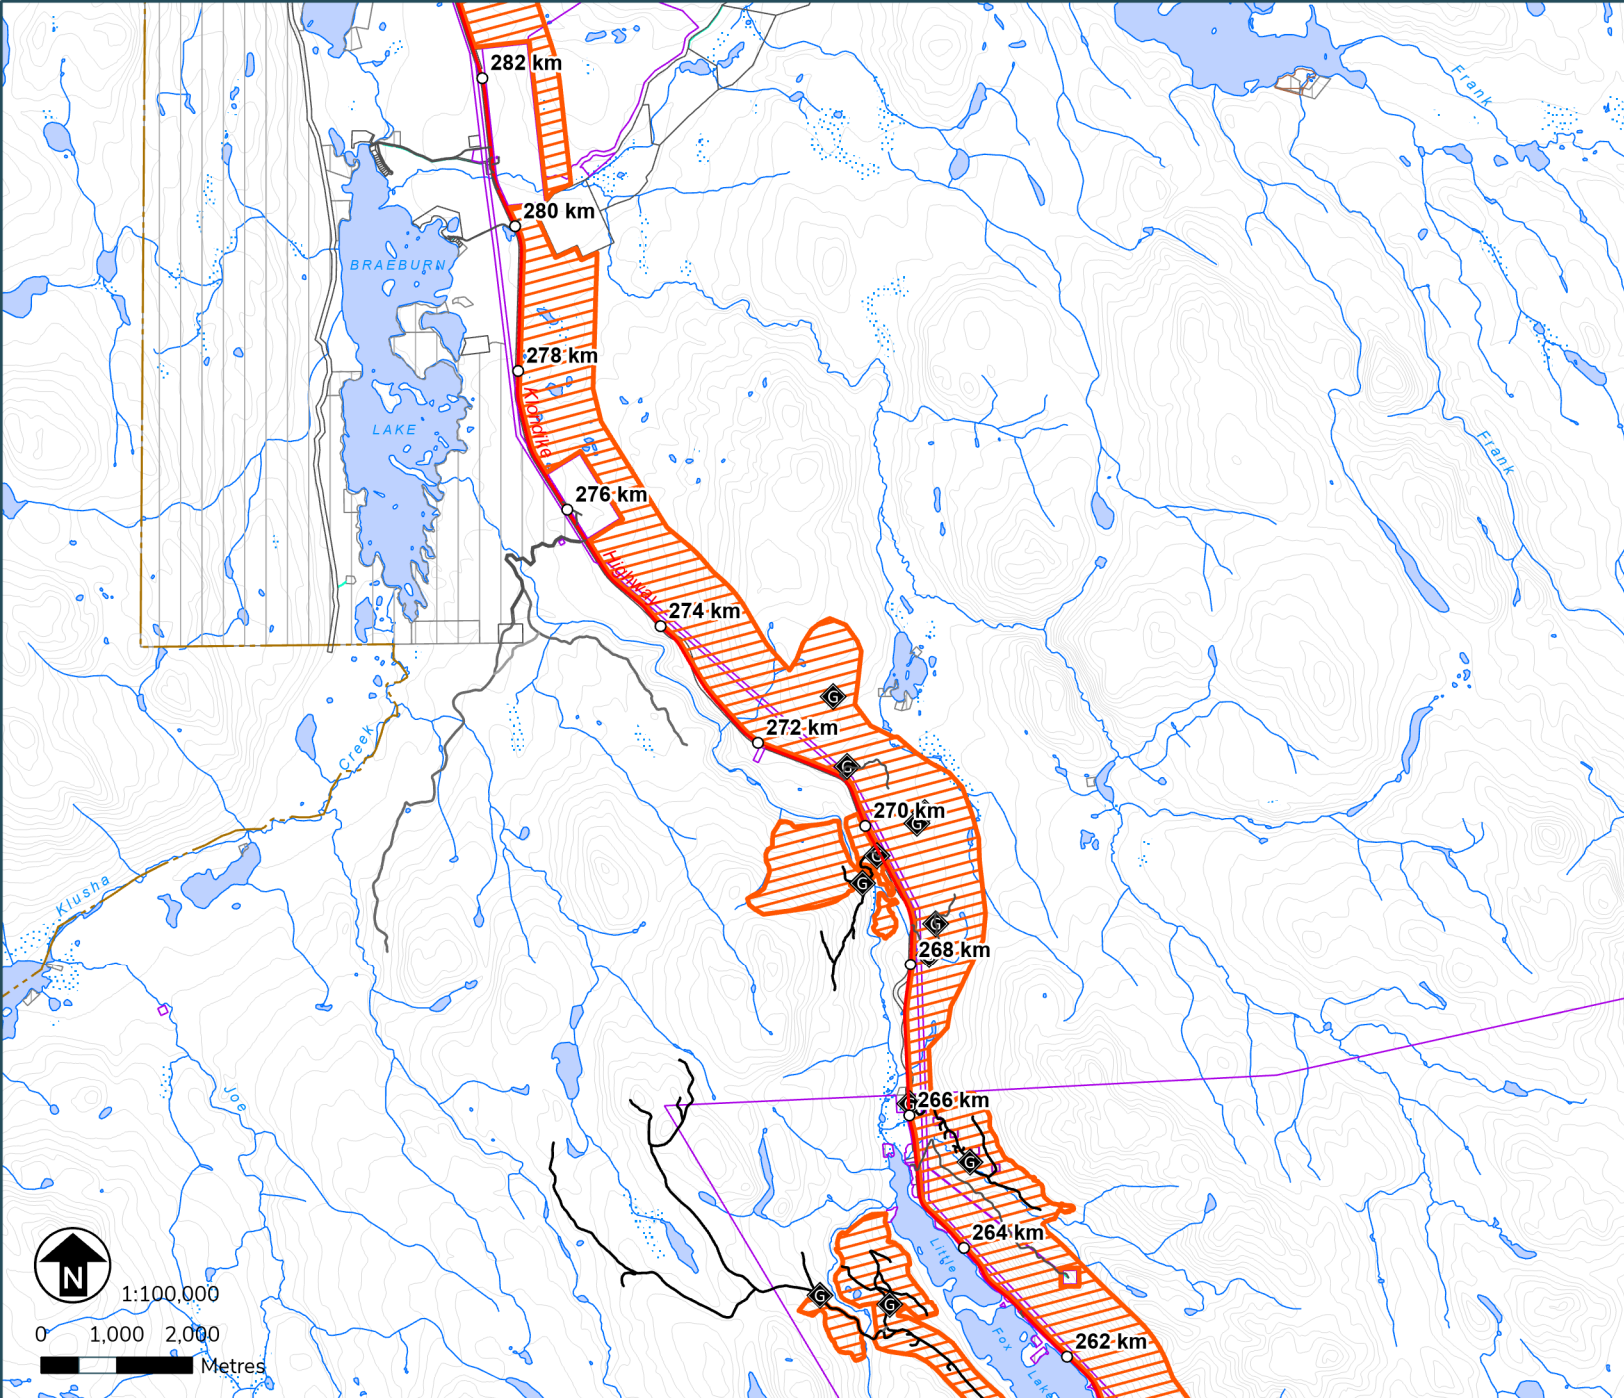 282 km
Frank
280 km
BRAEBURN
278 km
Klondike
LAKE
Frank
276 km
Highway
274 km
G
272 km
Creek
G
270 km
G
G
G
Klusha
G
268 km
G
Joe
G
266 km
G
264 km
Little
N
1:100,000
G
G
0 1,000 2,000
Fox
262 km
Metres
Lake